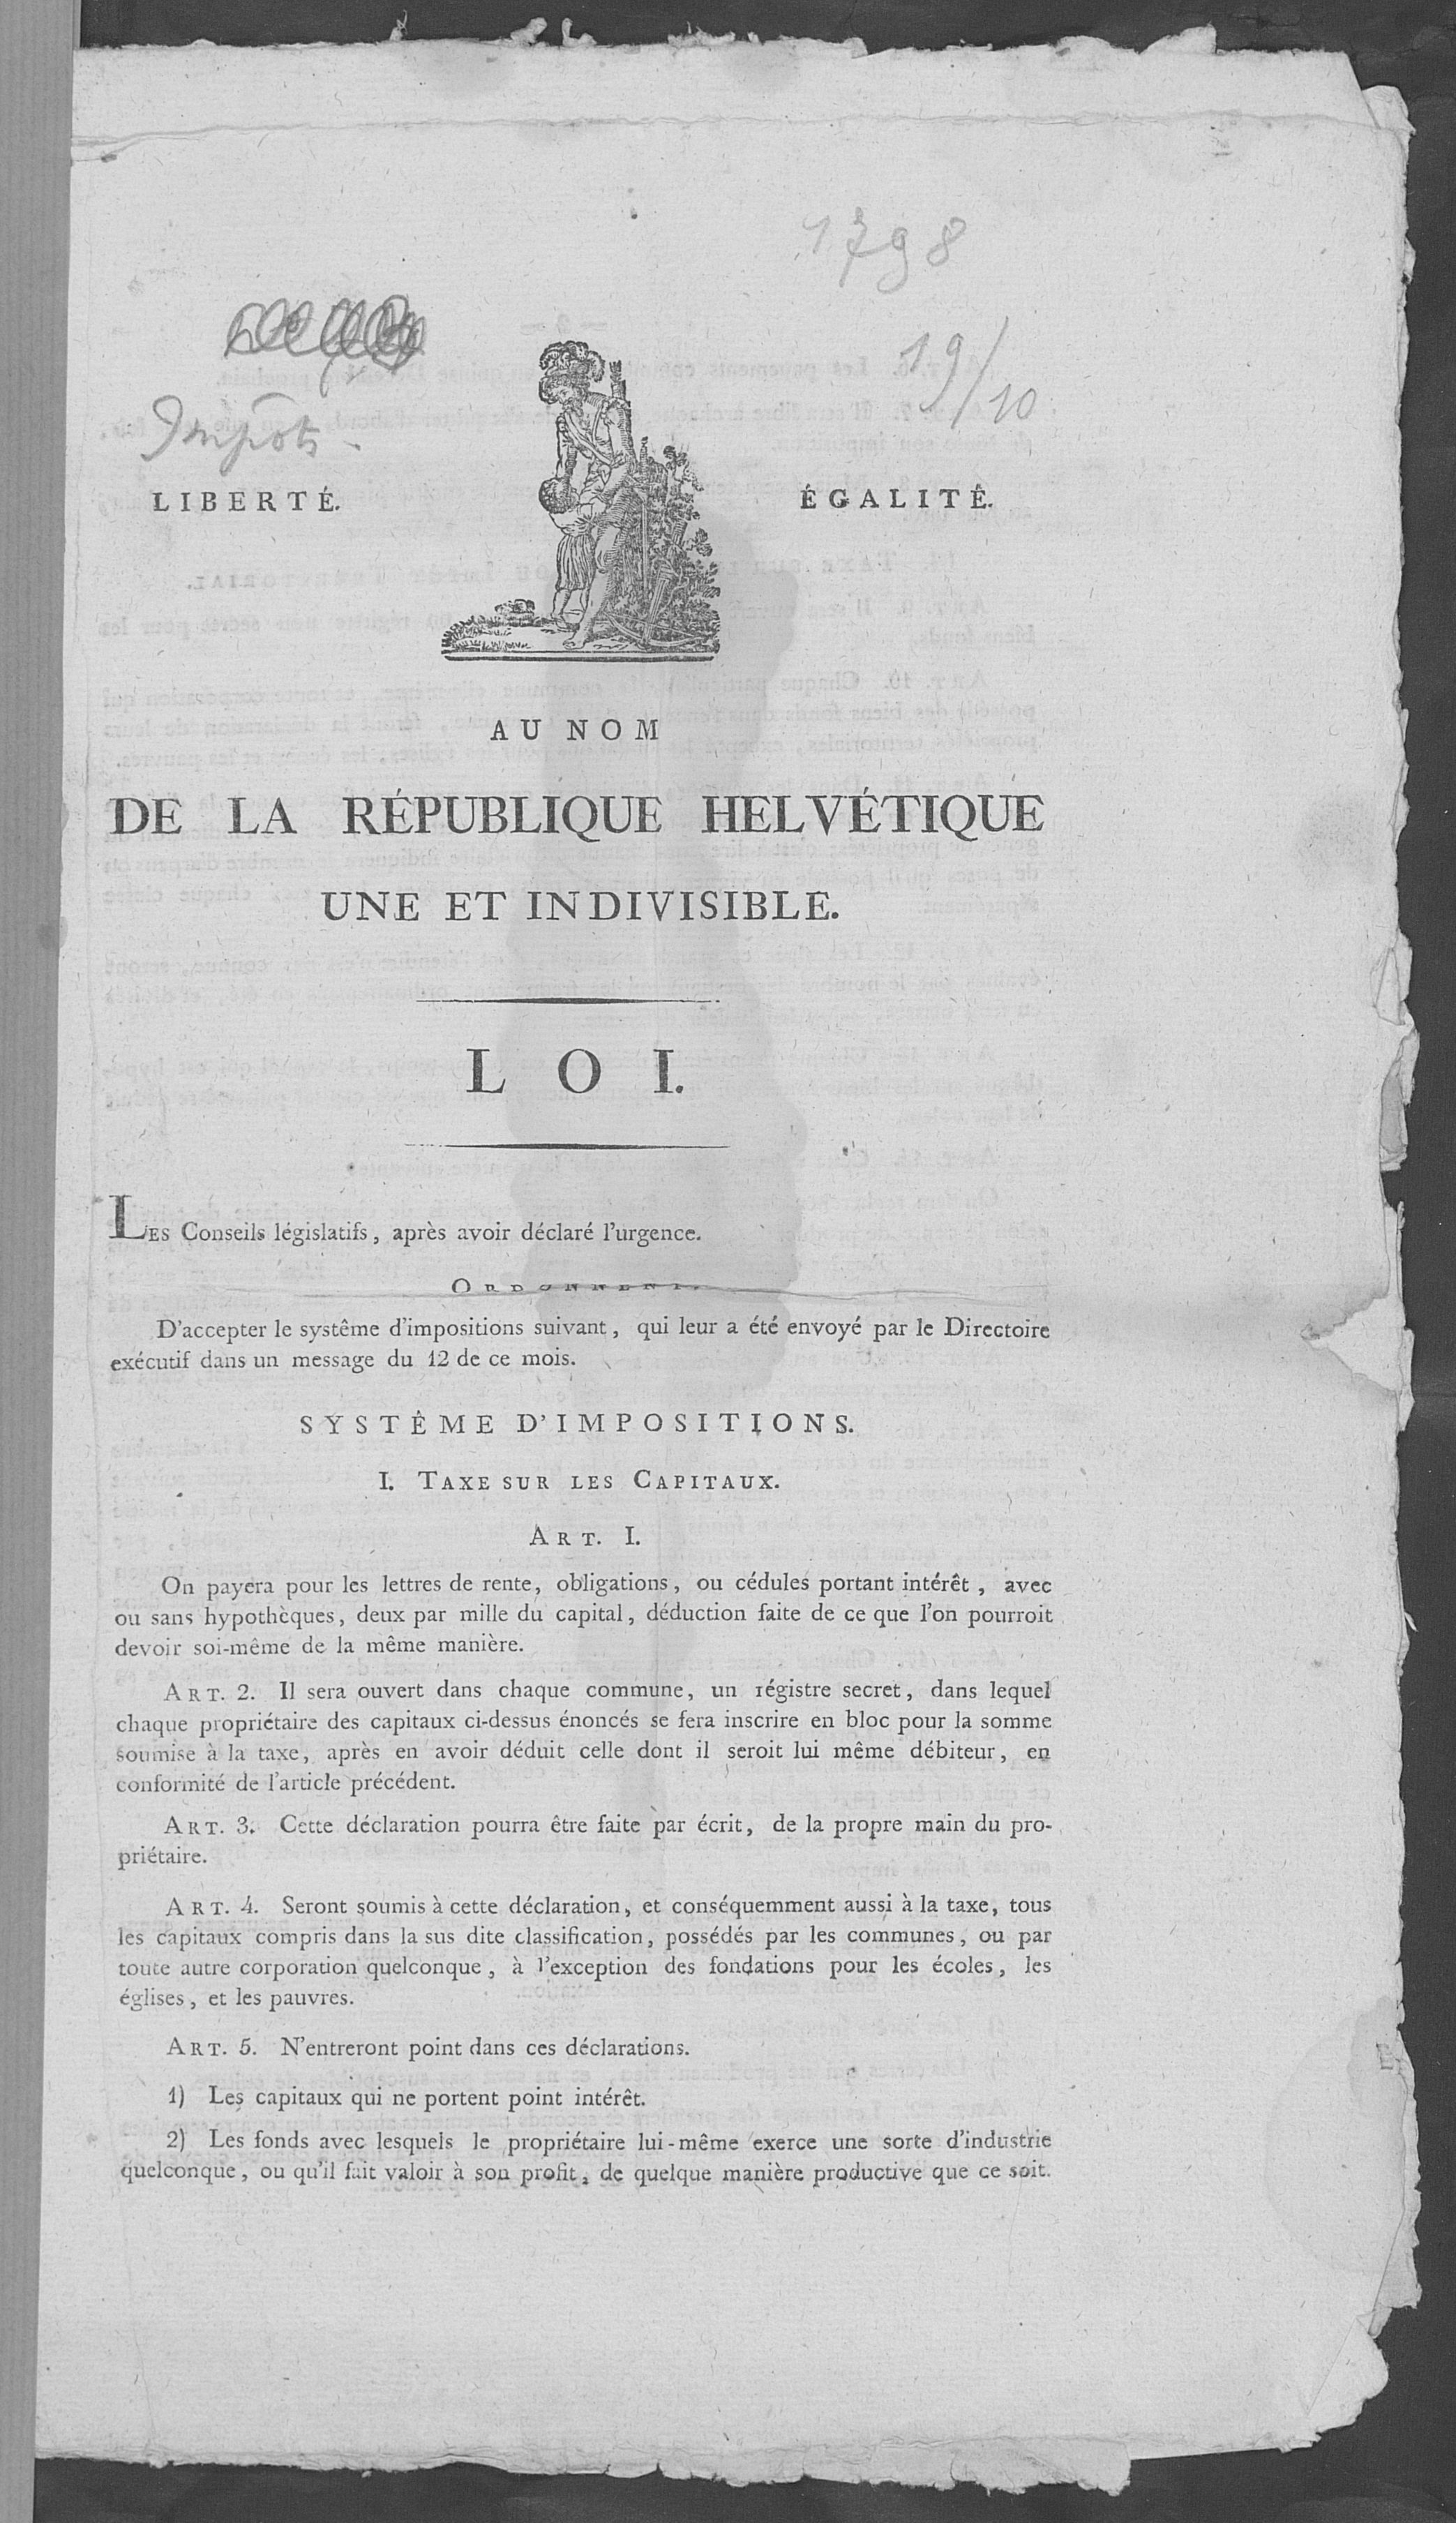 1798
19/10
Impôts -
LIBERTÉ.
ÉGALITÉ.
AU NOM
DE LA RÉPUBLIQUE HELVÉTIQUE
UNE ET INDIVISIBLE.
LOI.
LES Conseils législatifs, après avoir déclaré l'urgence.
ORDONNENT.
D'accepter le systême d'impositions suivant, qui leur a été envoyé par le Directoire
exécutif dans un message du 12 de ce mois.
SYSTÊME D'IMPOSITIONS.
I. TAXE SUR LES CAPITAUX.
ART. I.
On payera pour les lettres de rente, obligations, ou cédules portant intérêt, avec
ou sans hypothèques, deux par mille du capital, déduction faite de ce que l'on pourroit
devoir soi-même de la même manière.
ART. 2. Il sera ouvert dans chaque commune, un régistre secret, dans lequel
chaque propriétaire des capitaux ci-dessus énoncés se fera inscrire en bloc pour la somme
soumise à la taxe, après en avoir déduit celle dont il seroit lui même débiteur, en
conformité de l'article précédent.
ART. 3. Cette déclaration pourra être faite par écrit, de la propre main du pro-
priétaire.
ART. 4. Seront soumis à cette déclaration, et conséquemment aussi à la taxe, tous
les capitaux compris dans la sus dite classification, possédés par les communes, ou par
toute autre corporation quelconque, à l'exception des fondations pour les écoles, les
églises, et les pauvres.
ART. 5. N'entreront point dans ces déclarations.
1) Les capitaux qui ne portent point intérêt.
2) Les fonds avec lesquels le propriétaire lui-même exerce une sorte d'industrie
quelconque, ou qu'il fait valoir à son profit, de quelque manière productive que ce soit.